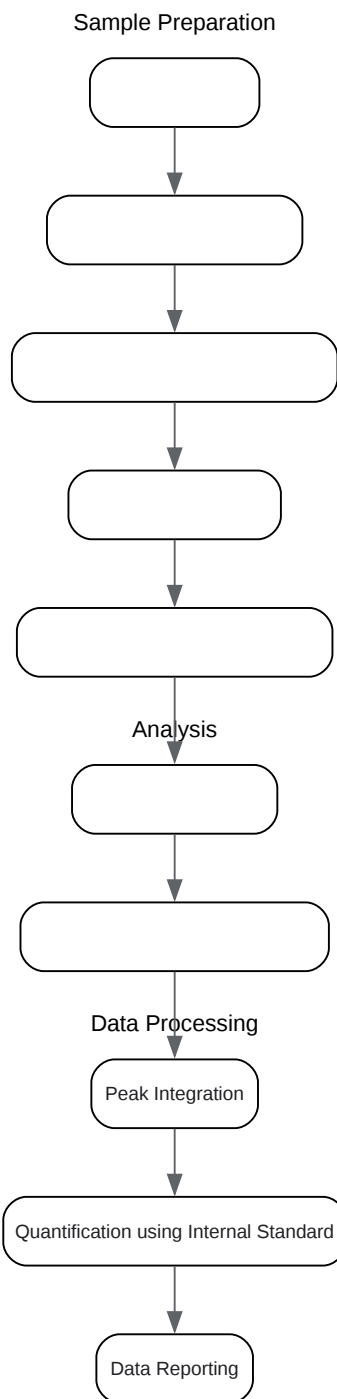 Sample Preparation
Analysis
Data Processing
Peak Integration
Quantification using Internal Standard
Data Reporting